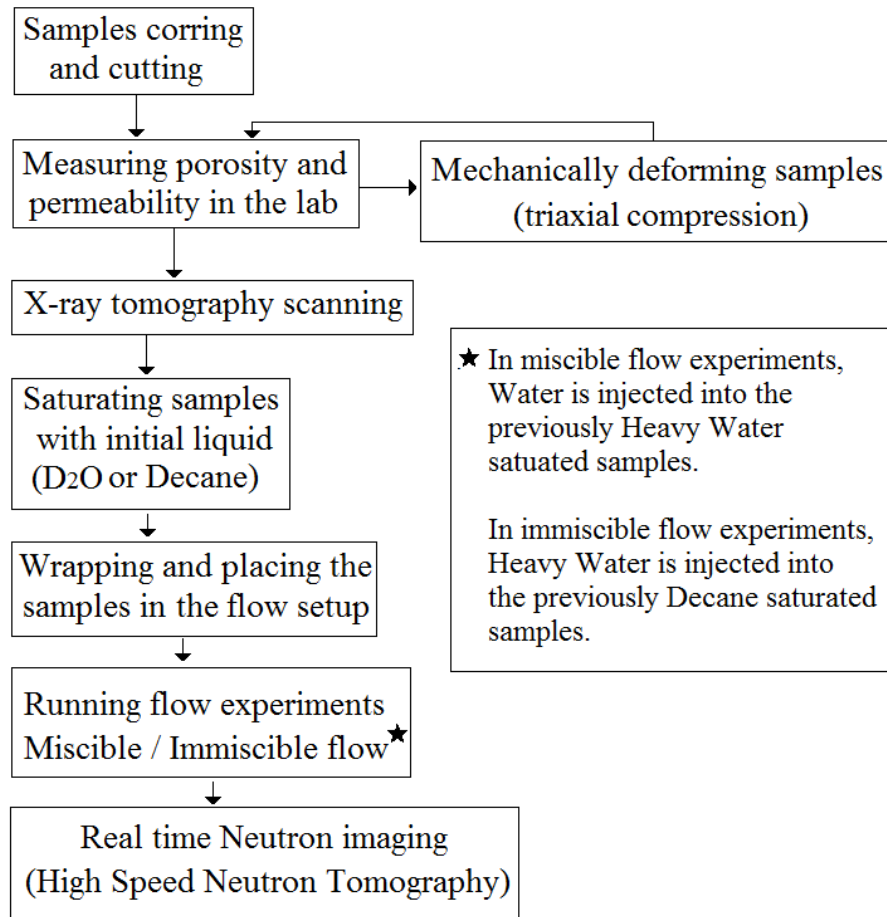 Samples corring
and cutting
Measuring porosity and
permeability in the lab
Mechanically deforming samples
(triaxial compression)
X-ray tomography scanning
Saturating samples
with initial liquid
(D2O or Decane)
Wrapping and placing the
samples in the flow setup
Running flow experiments
Miscible / Immiscible flow★
Real time Neutron imaging
(High Speed Neutron Tomography)
★ In miscible flow experiments,
Water is injected into the
previously Heavy Water
satuated samples.
In immiscible flow experiments,
Heavy Water is injected into
the previously Decane saturated
samples.